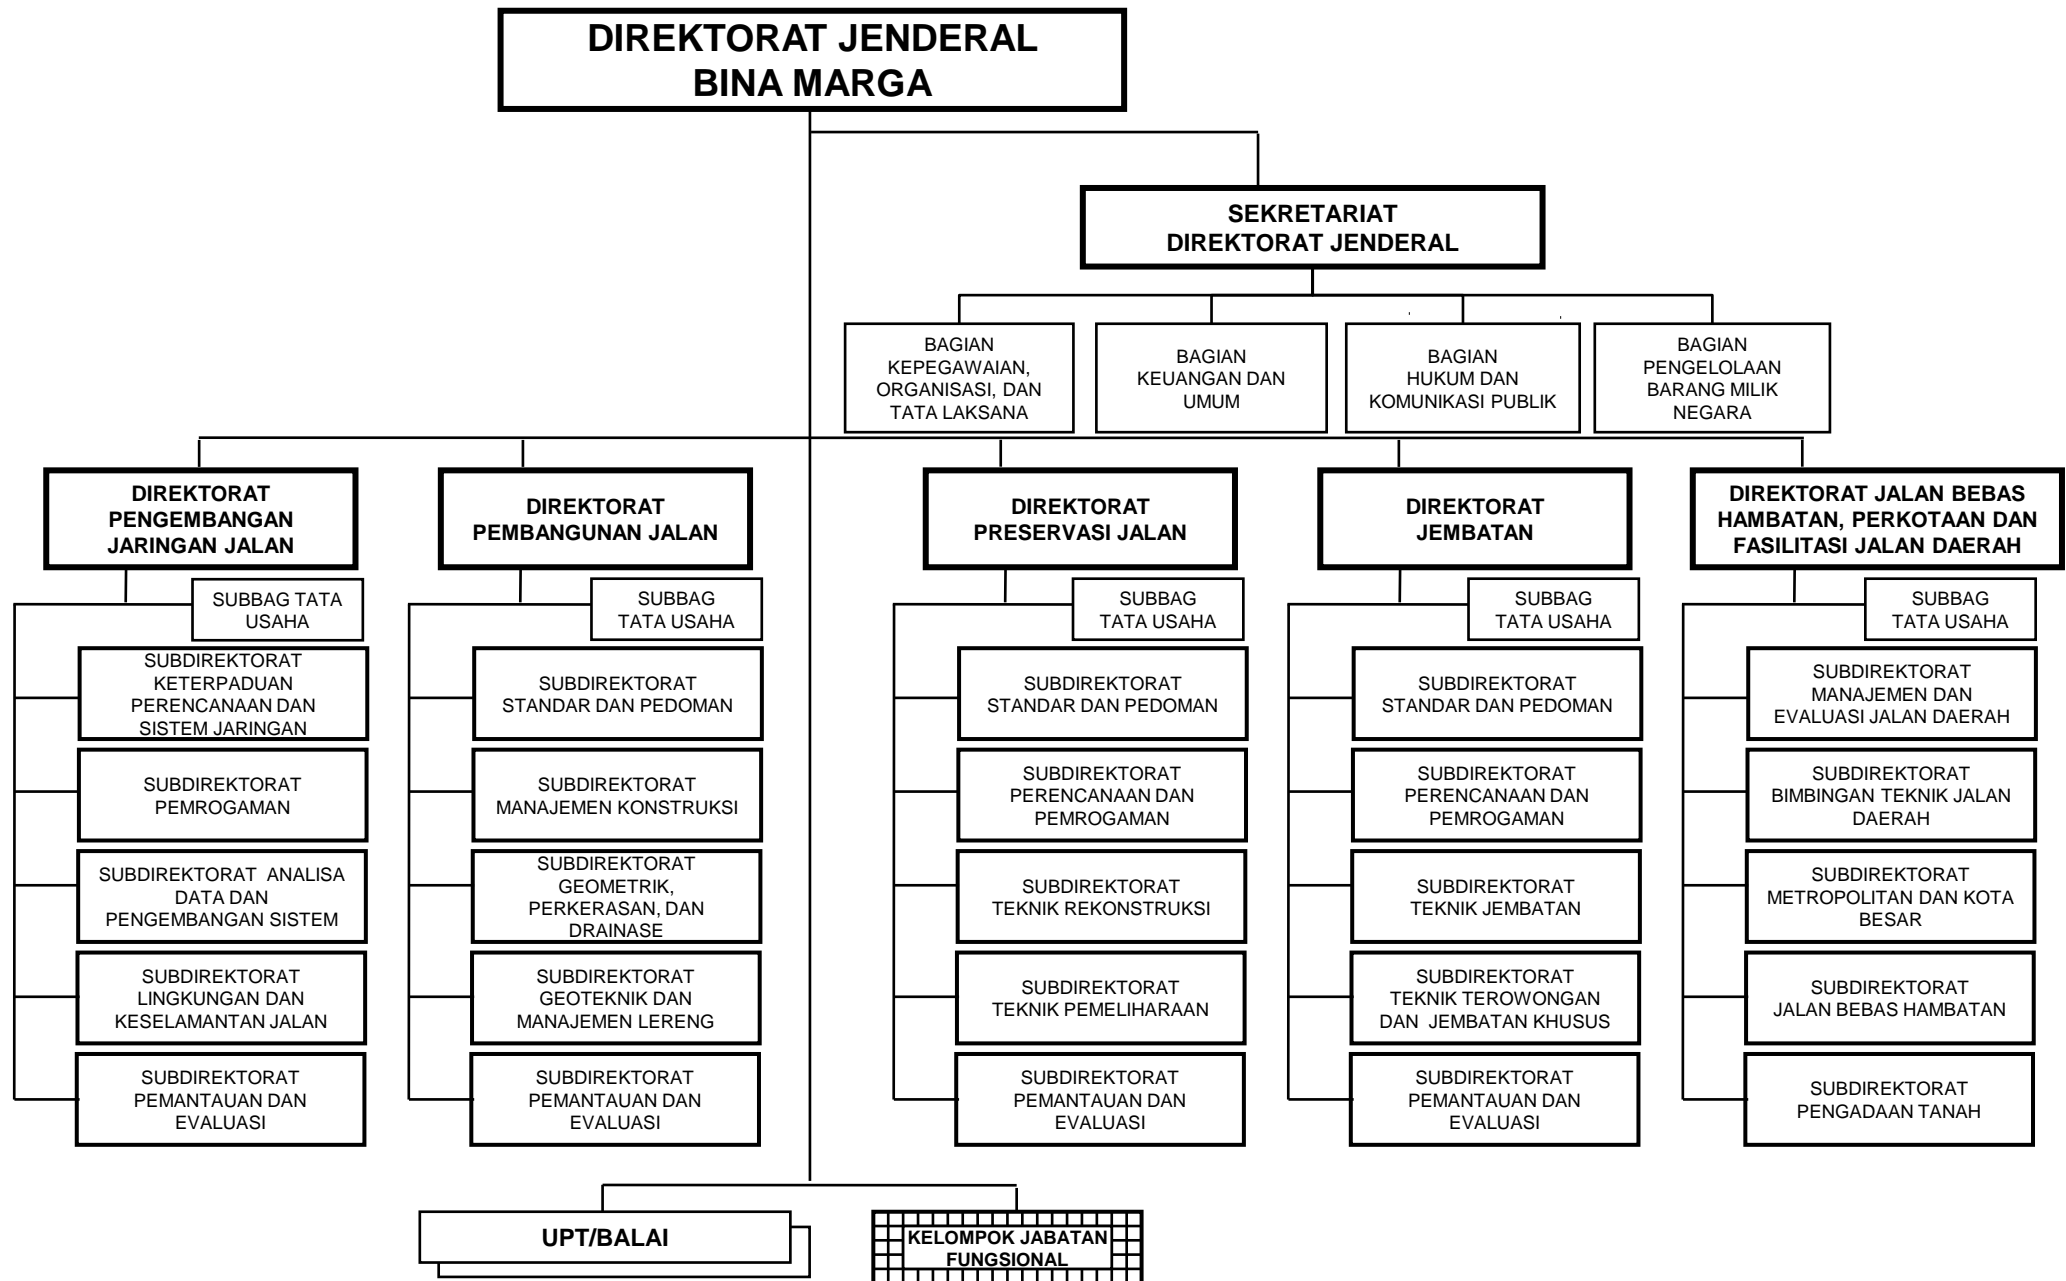 DIREKTORAT JENDERAL
BINA MARGA
SEKRETARIAT
DIREKTORAT JENDERAL
BAGIAN
KEPEGAWAIAN,
ORGANISASI, DAN
TATA LAKSANA
BAGIAN
KEUANGAN DAN
UMUM
BAGIAN
HUKUM DAN
KOMUNIKASI PUBLIK
BAGIAN
PENGELOLAAN
BARANG MILIK
NEGARA
DIREKTORAT
PENGEMBANGAN
JARINGAN JALAN
SUBBAG TATA
USAHA
SUBDIREKTORAT
KETERPADUAN
PERENCANAAN DAN
SISTEM JARINGAN
SUBDIREKTORAT
PEMROGAMAN
SUBDIREKTORAT ANALISA
DATA DAN
PENGEMBANGAN SISTEM
SUBDIREKTORAT
LINGKUNGAN DAN
KESELAMANTAN JALAN
SUBDIREKTORAT
PEMANTAUAN DAN
EVALUASI
DIREKTORAT
PEMBANGUNAN JALAN
SUBBAG
TATA USAHA
SUBDIREKTORAT
STANDAR DAN PEDOMAN
SUBDIREKTORAT
MANAJEMEN KONSTRUKSI
SUBDIREKTORAT
GEOMETRIK,
PERKERASAN, DAN
DRAINASE
SUBDIREKTORAT
GEOTEKNIK DAN
MANAJEMEN LERENG
SUBDIREKTORAT
PEMANTAUAN DAN
EVALUASI
DIREKTORAT
PRESERVASI JALAN
SUBBAG
TATA USAHA
SUBDIREKTORAT
STANDAR DAN PEDOMAN
SUBDIREKTORAT
PERENCANAAN DAN
PEMROGAMAN
SUBDIREKTORAT
TEKNIK REKONSTRUKSI
SUBDIREKTORAT
TEKNIK PEMELIHARAAN
SUBDIREKTORAT
PEMANTAUAN DAN
EVALUASI
DIREKTORAT
JEMBATAN
SUBBAG
TATA USAHA
SUBDIREKTORAT
STANDAR DAN PEDOMAN
SUBDIREKTORAT
PERENCANAAN DAN
PEMROGAMAN
SUBDIREKTORAT
TEKNIK JEMBATAN
SUBDIREKTORAT
TEKNIK TEROWONGAN
DAN JEMBATAN KHUSUS
SUBDIREKTORAT
PEMANTAUAN DAN
EVALUASI
DIREKTORAT JALAN BEBAS
HAMBATAN, PERKOTAAN DAN
FASILITASI JALAN DAERAH
SUBBAG
TATA USAHA
SUBDIREKTORAT
MANAJEMEN DAN
EVALUASI JALAN DAERAH
SUBDIREKTORAT
BIMBINGAN TEKNIK JALAN
DAERAH
SUBDIREKTORAT
METROPOLITAN DAN KOTA
BESAR
SUBDIREKTORAT
JALAN BEBAS HAMBATAN
SUBDIREKTORAT
PENGADAAN TANAH
UPT/BALAI
KELOMPOK JABATAN
FUNGSIONAL